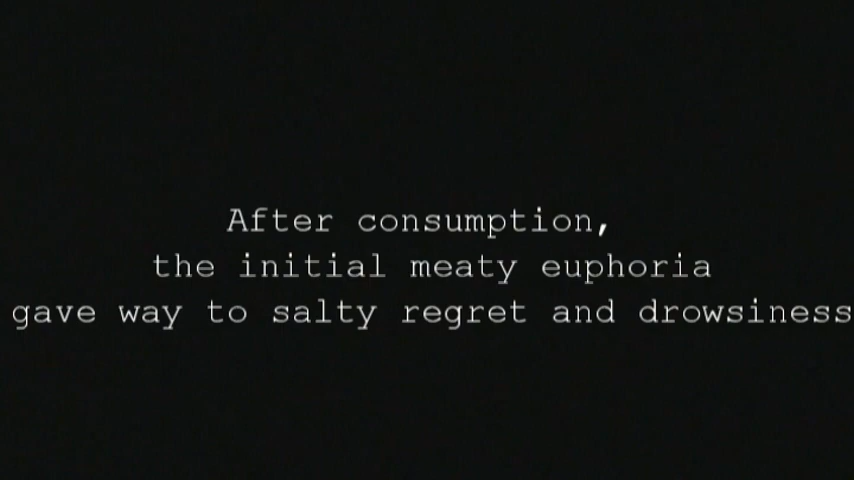 After consumption,
the initial meaty euphoria
gave way to salty regret and drowsiness